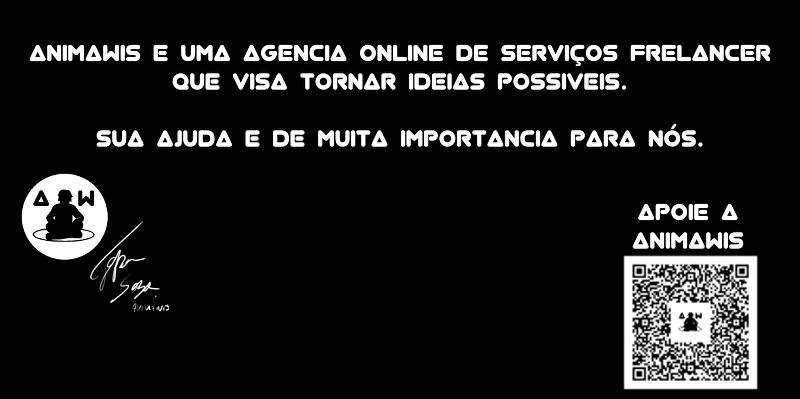 ANIMAWIS E UMA AGENCIA ONLINE DE SERVIÇOS FRELANCER
QUE VISA TORNAR IDEIAS POSSIVEIS.
SUA AJUDA E DE MUITA IMPORTANCIA PARA NÓS.
A W
APOIE A
ANIMAWIS
A W